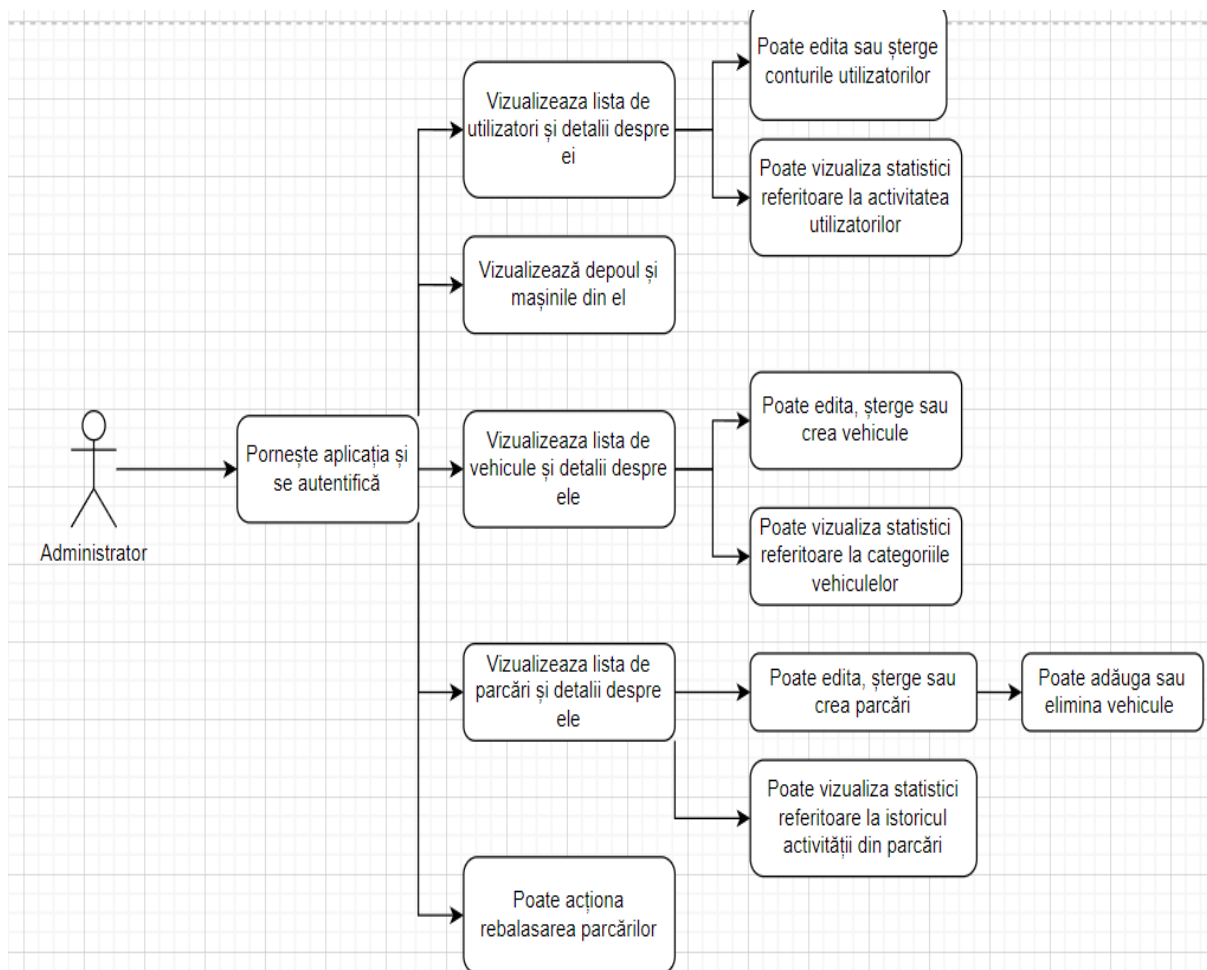 Poate edita sau șterge
conturile utilizatorilor
Vizualizeaza lista de
utilizatori și detalii despre
ei
Poate vizualiza statistici
referitoare la activitatea
utilizatorilor
Vizualizează depoul și
mașinile din el
Poate edita, șterge sau
crea vehicule
Vizualizeaza lista de
vehicule și detalii despre
ele
Pornește aplicația și
se autentifică
Administrator
Poate vizualiza statistici
referitoare la categoriile
vehiculelor
Vizualizeaza lista de
parcări și detalii despre
ele
Poate edita, șterge sau
crea parcări
Poate adăuga sau
elimina vehicule
Poate vizualiza statistici
referitoare la istoricul
activității din parcări
Poate acționa
rebalasarea parcărilor